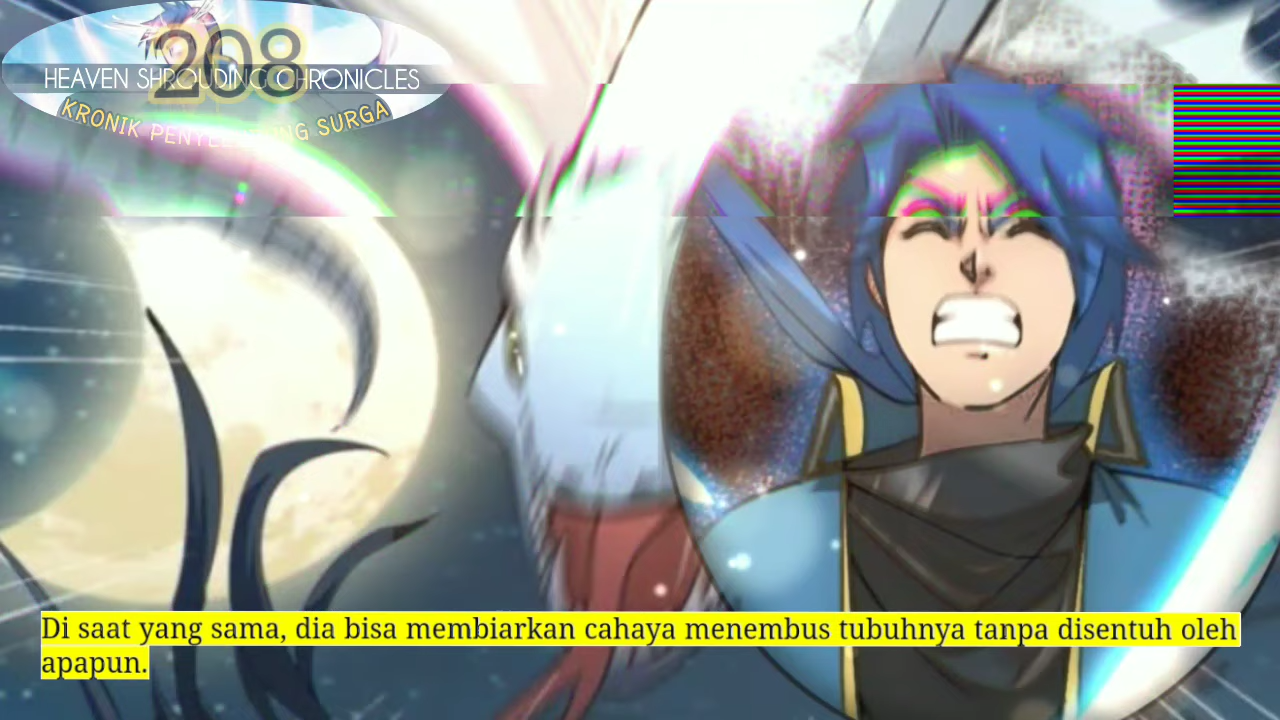 208
HEAVEN SHROUDING CHRONICLES
KRONIK SURGA
Di saat yang sama, dia bisa membiarkan cahaya menembus tubuhnya tanpa disentuh oleh
apapun.